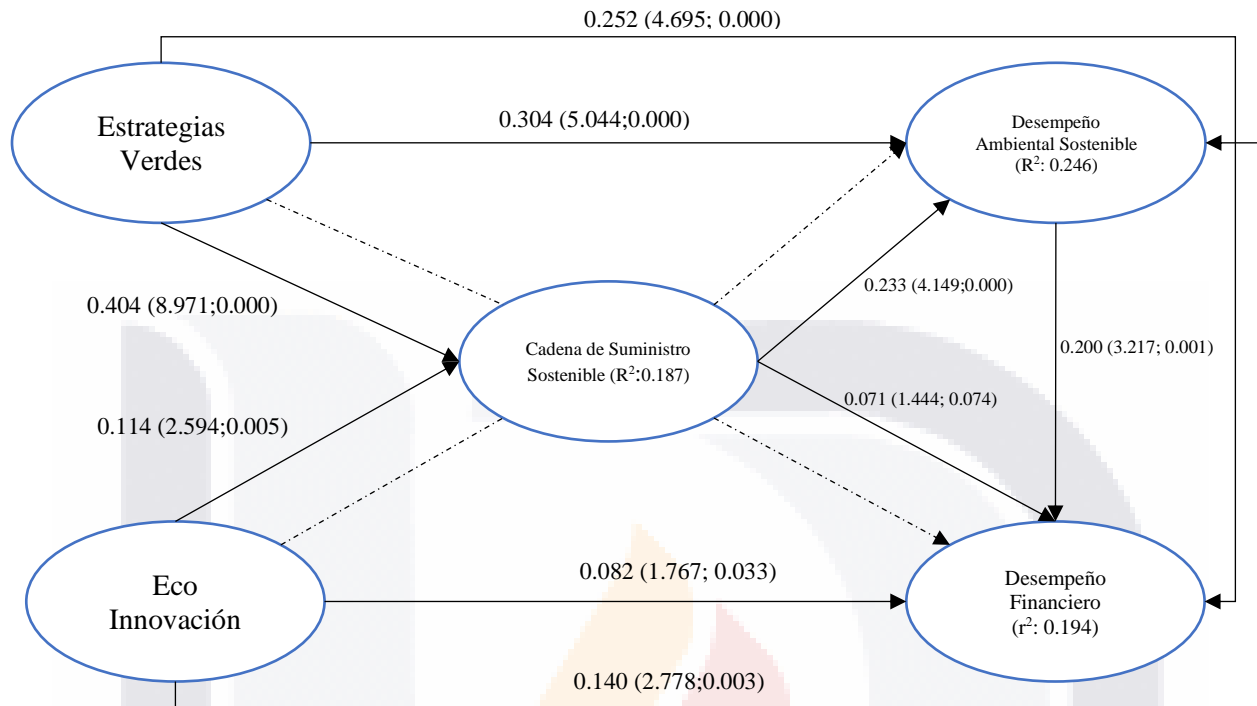 0.252 (4.695; 0.000)
Estrategias
Verdes
0.304 (5.044;0.000)
Desempeño
Ambiental Sostenible
(R²: 0.246)
0.404 (8.971;0.000)
0.233 (4.149;0.000)
0.200 (3.217; 0.001)
Cadena de Suministro
Sostenible (R²:0.187)
0.071 (1.444; 0.074)
0.114 (2.594;0.005)
Eco
Innovación
0.082 (1.767; 0.033)
Desempeño
Financiero
(r²: 0.194)
0.140 (2.778;0.003)